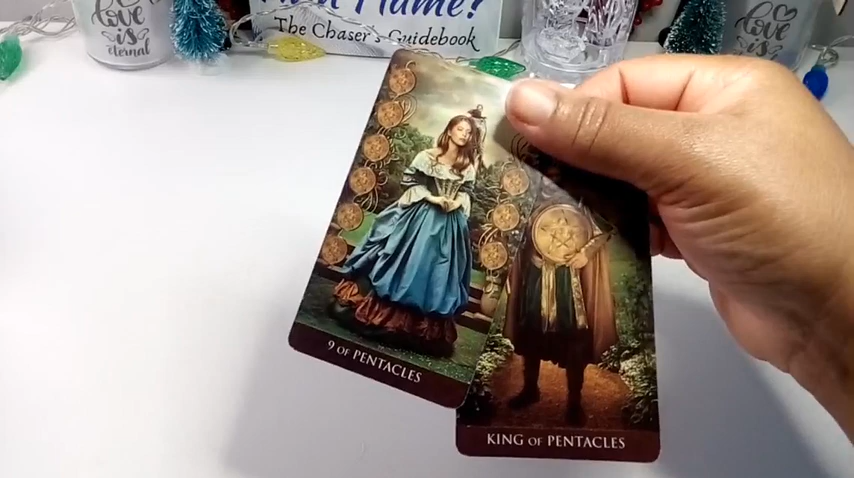 love
is
eternal
Flame?
The Chaser's Guidebook
love
is
9 OF PENTACLES
KING OF PENTACLES